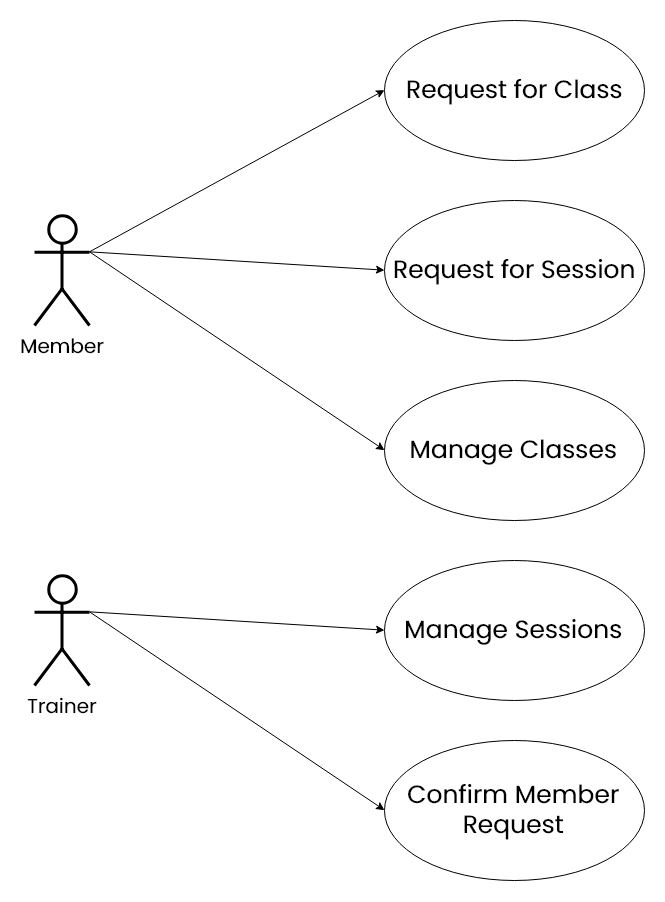 Request for Class
Request for Session
Member
Manage Classes
Manage Sessions
Trainer
Confirm Member
Request